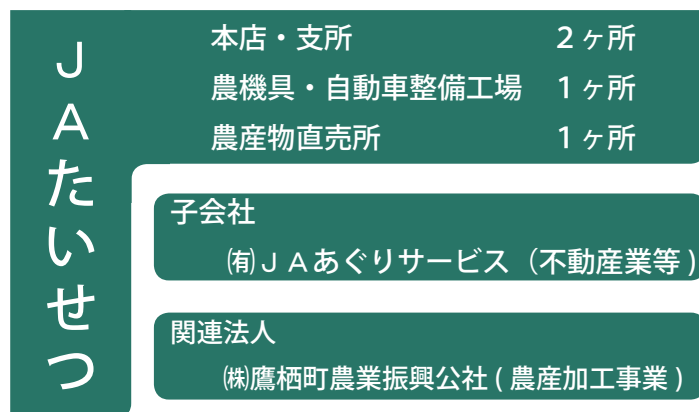 ＪＡたいせつ
本店・支所 ２ヶ所
農機具・自動車整備工場 １ヶ所
農産物直売所 １ヶ所
子会社
㈲ＪＡあぐりサービス（不動産業等)
関連法人
㈱鷹栖町農業振興公社(農産加工事業)